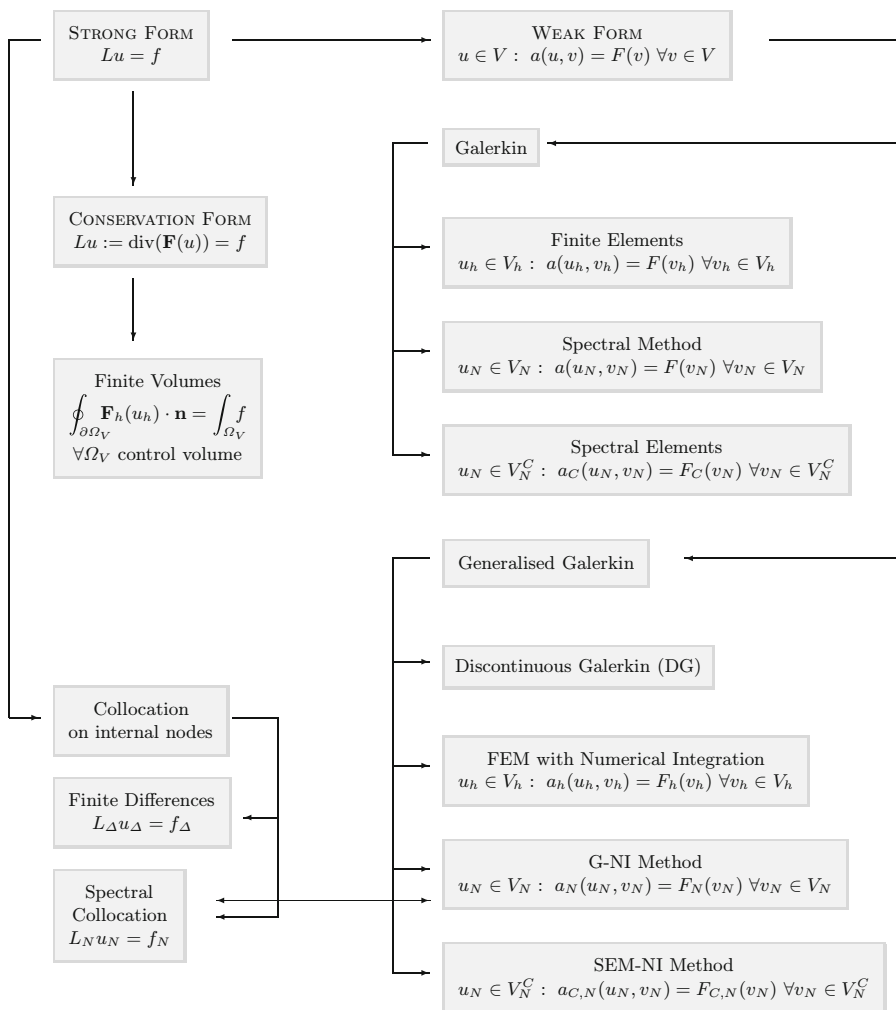 STRONG FORM
Lu = f
WEAK FORM
u ∈ V : a(u, v) = F(v) ∀v ∈ V
Galerkin
CONSERVATION FORM
Lu := div(F(u)) = f
Finite Elements
u_h ∈ V_h : a(u_h, v_h) = F(v_h) ∀v_h ∈ V_h
Spectral Method
u_N ∈ V_N : a(u_N, v_N) = F(v_N) ∀v_N ∈ V_N
Finite Volumes
∮_{∂Ω_V} F_h(u_h) · n = ∫_{Ω_V} f
∀Ω_V control volume
Spectral Elements
u_N ∈ V_N^C : a_C(u_N, v_N) = F_C(v_N) ∀v_N ∈ V_N^C
Generalised Galerkin
Discontinuous Galerkin (DG)
Collocation
on internal nodes
FEM with Numerical Integration
u_h ∈ V_h : a_h(u_h, v_h) = F_h(v_h) ∀v_h ∈ V_h
Finite Differences
L_Δ u_Δ = f_Δ
G-NI Method
u_N ∈ V_N : a_N(u_N, v_N) = F_N(v_N) ∀v_N ∈ V_N
Spectral
Collocation
L_N u_N = f_N
SEM-NI Method
u_N ∈ V_N^C : a_{C,N}(u_N, v_N) = F_{C,N}(v_N) ∀v_N ∈ V_N^C